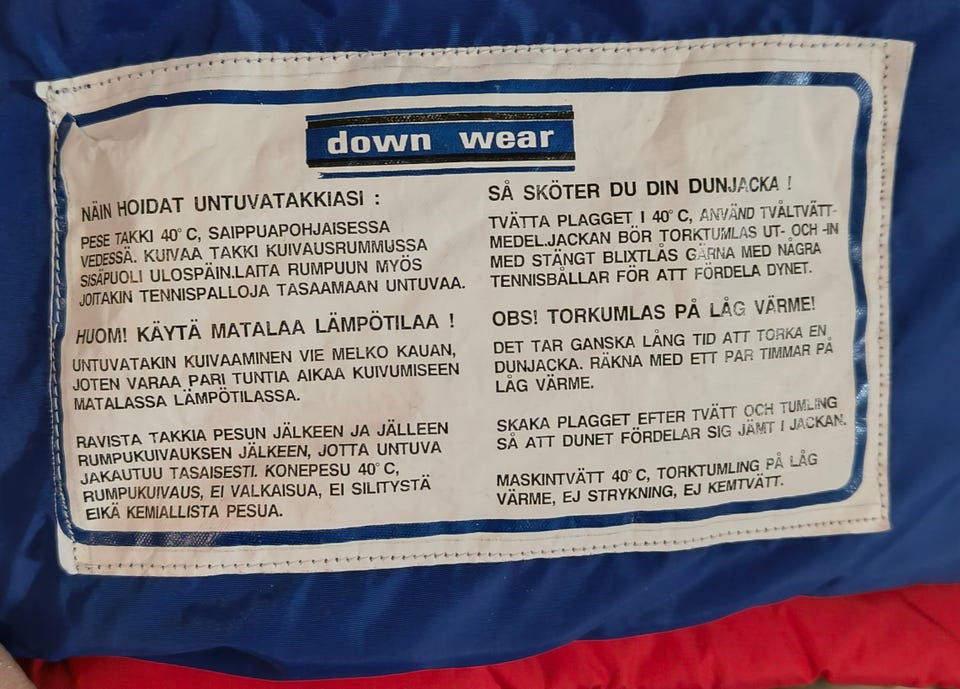 down wear
NÄIN HOIDAT UNTUVATAKKIASI :
PESE TAKKI 40°C, SAIPPUAPOHJAISESSA
VEDESSÄ. KUIVAA TAKKI KUIVAUSRUMMUSSA
SISÄPUOLI ULOSPÄIN.LAITA RUMPUUN MYÖS
JOITAKIN TENNISPALLOJA TASAAMAAN UNTUVAA.
HUOM! KÄYTÄ MATALAA LÄMPÖTILAA !
UNTUVATAKIN KUIVAAMINEN VIE MELKO KAUAN,
JOTEN VARAA PARI TUNTIA AIKAA KUIVUMISEEN
MATALASSA LÄMPÖTILASSA.
RAVISTA TAKKIA PESUN JÄLKEEN JA JÄLLEEN
RUMPUKUIVAUKSEN JÄLKEEN, JOTTA UNTUVA
JAKAUTUU TASAISESTI. KONEPESU 40°C,
RUMPUKUIVAUS, EI VALKAISUA, EI SILITYSTÄ
EIKÄ KEMIALLISTA PESUA.
SÅ SKÖTER DU DIN DUNJACKA !
TVÄTTA PLAGGET I 40°C, ANVÄND TVÅLTVÄTT-
MEDEL.JACKAN BÖR TORKTUMLAS UT- OCH -IN
MED STÄNGT BLIXTLÅS GÄRNA MED NÅGRA
TENNISBÅLLAR FÖR ATT FÖRDELA DYNET.
OBS! TORKUMLAS PÅ LÅG VÄRME!
DET TAR GANSKA LÅNG TID ATT TORKA EN
DUNJACKA. RÄKNA MED ETT PAR TIMMAR PÅ
LÅG VÄRME.
SKAKA PLAGGET EFTER TVÄTT OCH TUMLING
SÅ ATT DUNET FÖRDELAR SIG JÄMT I JACKAN.
MASKINTVÄTT 40°C, TORKTUMLING PÅ LÅG
VÄRME, EJ STRYKNING, EJ KEMTVÄTT.